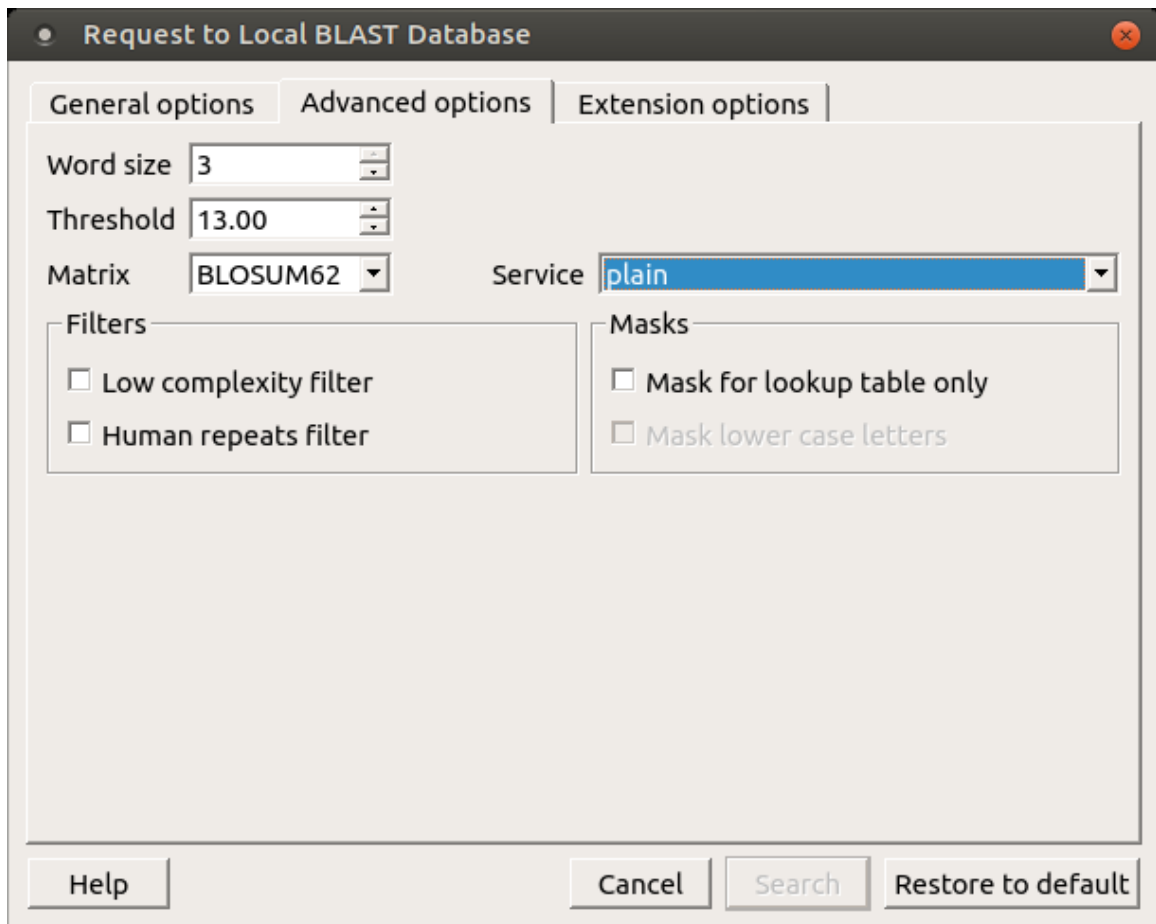 Request to Local BLAST Database
General options Advanced options Extension options
Word size 3
Threshold 13.00
Matrix BLOSUM62 Service plain
Filters Masks
Low complexity filter Mask for lookup table only
Human repeats filter Mask lower case letters
Help Cancel Search Restore to default